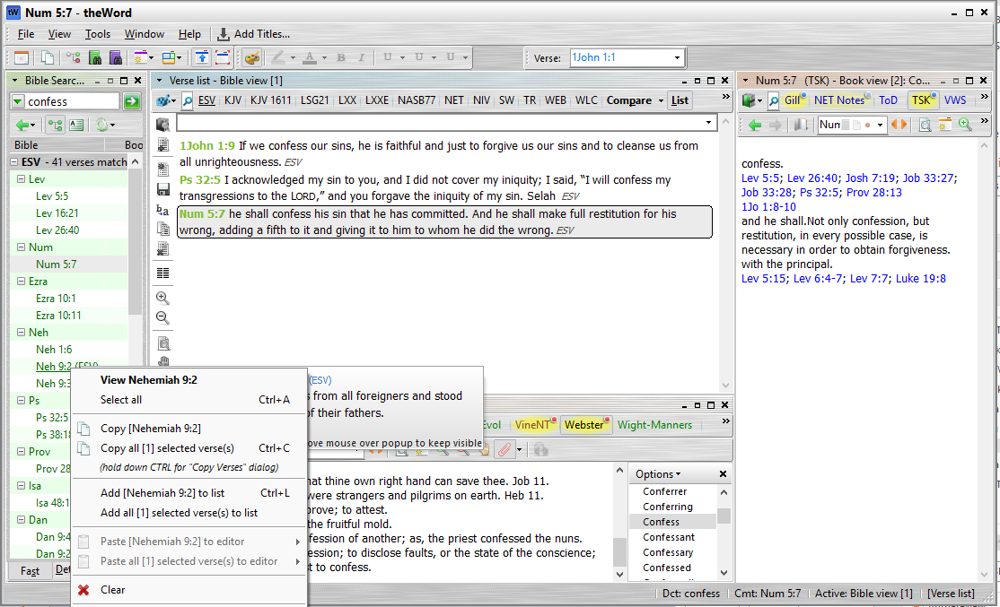 Num 5:7 - theWord
File View Tools Window Help Add Titles...
B I U U U Verse: 1John 1:1
Bible Searc...
confess
Bible Boo
ESV - 41 verses match
Lev
Lev 5:5
Lev 16:21
Lev 26:40
Num
Num 5:7
Ezra
Ezra 10:1
Ezra 10:11
Neh
Neh 1:6
Neh 9:2 (ESV)
Neh 9:3
Ps
Ps 32:5
Ps 38:18
Prov
Prov 28
Isa
Isa 48:1
Dan
Dan 9:4
Dan 9:2
Fast Det
Verse list - Bible view [1]
ESV KJV KJV 1611 LSG21 LXX LXXE NASB77 NET NIV SW TR WEB WLC Compare List
1John 1:9 If we confess our sins, he is faithful and just to forgive us our sins and to cleanse us from
all unrighteousness. ESV
Ps 32:5 I acknowledged my sin to you, and I did not cover my iniquity; I said, “I will confess my
transgressions to the LORD,” and you forgave the iniquity of my sin. Selah ESV
Num 5:7 he shall confess his sin that he has committed. And he shall make full restitution for his
wrong, adding a fifth to it and giving it to him to whom he did the wrong. ESV
(ESV)
from all foreigners and stood
of their fathers.
ove mouse over popup to keep visible
View Nehemiah 9:2
Select all Ctrl+A
Copy [Nehemiah 9:2]
Copy all [1] selected verse(s) Ctrl+C
(hold down CTRL for "Copy Verses" dialog)
Add [Nehemiah 9:2] to list Ctrl+L
Add all [1] selected verse(s) to list
Paste [Nehemiah 9:2] to editor
Paste all [1] selected verse(s) to editor
Clear
Evol VineNT Webster Wight-Manners
hat thine own right hand can save thee. Job 11.
were strangers and pilgrims on earth. Heb 11.
prove; to attest.
the fruitful mold.
fession of another; as, the priest confessed the nuns.
ession; to disclose faults, or the state of the conscience;
t to confess.
Options
Conferrer
Conferring
Confess
Confessant
Confessary
Confessed
Num 5:7 (TSK) - Book view [2]: Co...
Gill NET Notes ToD TSK VWS
Num
confess.
Lev 5:5; Lev 26:40; Josh 7:19; Job 33:27;
Job 33:28; Ps 32:5; Prov 28:13
1Jo 1:8-10
and he shall.Not only confession, but
restitution, in every possible case, is
necessary in order to obtain forgiveness.
with the principal.
Lev 5:15; Lev 6:4-7; Lev 7:7; Luke 19:8
Dct: confess Cmt: Num 5:7 Active: Bible view [1] [Verse list]